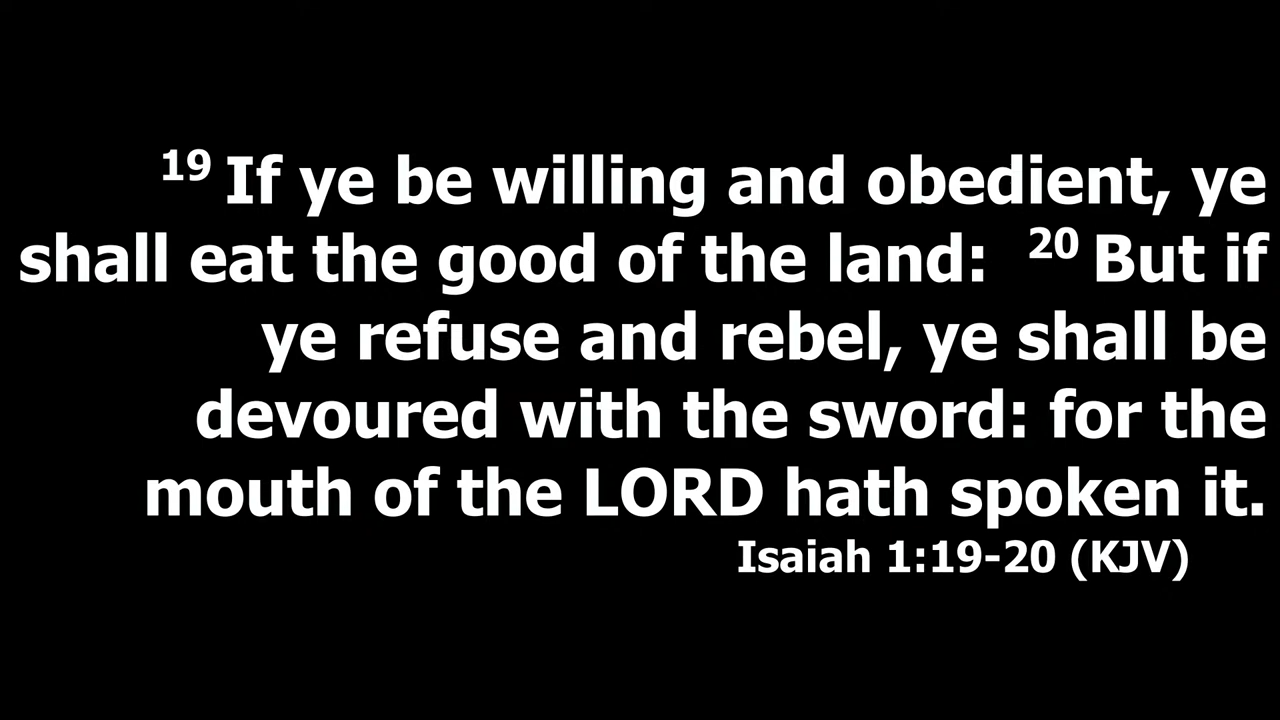 19 If ye be willing and obedient, ye
shall eat the good of the land: 20 But if
ye refuse and rebel, ye shall be
devoured with the sword: for the
mouth of the LORD hath spoken it.
Isaiah 1:19-20 (KJV)